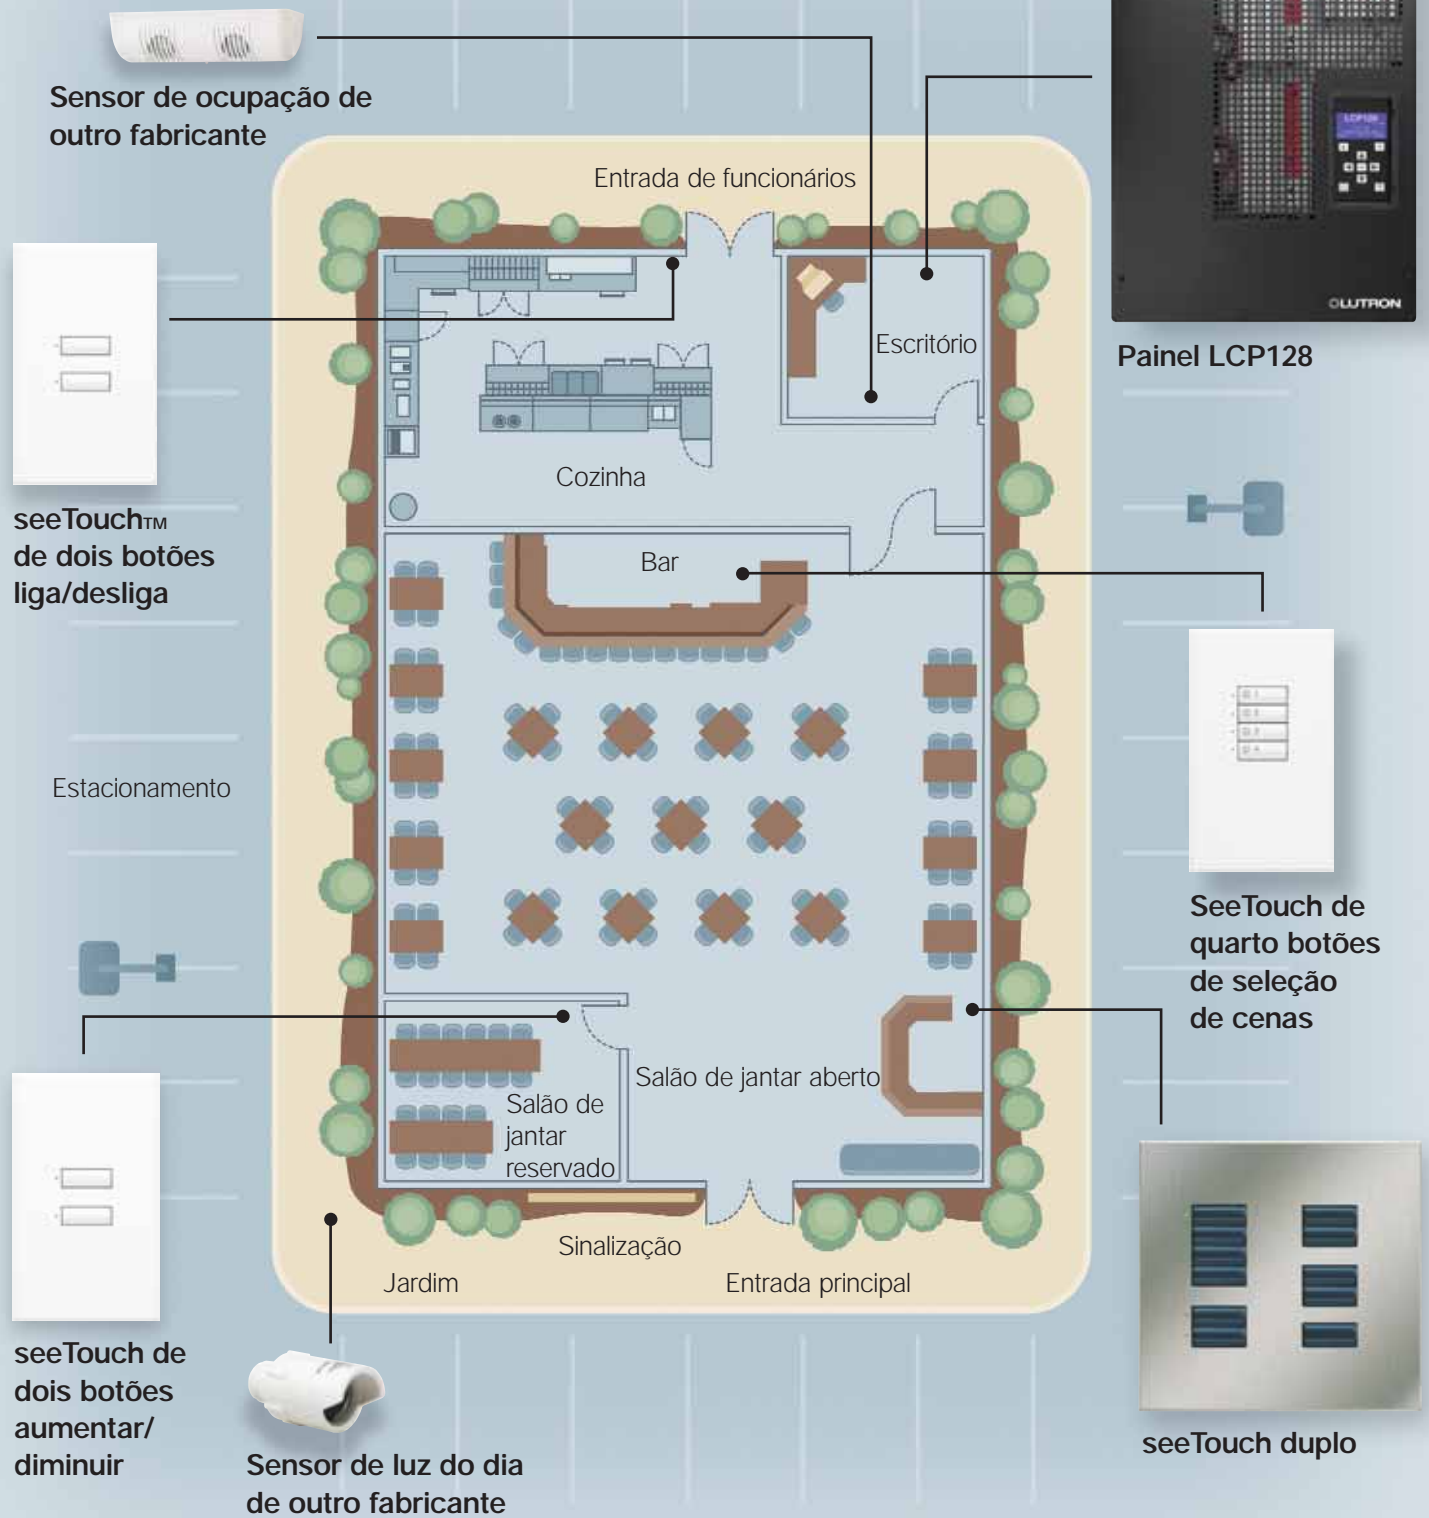 Sensor de ocupação de
outro fabricante
Entrada de funcionários
LCP128
LUTRON
Painel LCP128
Escritório
Cozinha
seeTouch™
de dois botões
liga/desliga
Bar
Estacionamento
SeeTouch de
quarto botões
de seleção
de cenas
Salão de jantar aberto
Salão de
jantar
reservado
Sinalização
Jardim
Entrada principal
seeTouch de
dois botões
aumentar/
diminuir
Sensor de luz do dia
de outro fabricante
seeTouch duplo